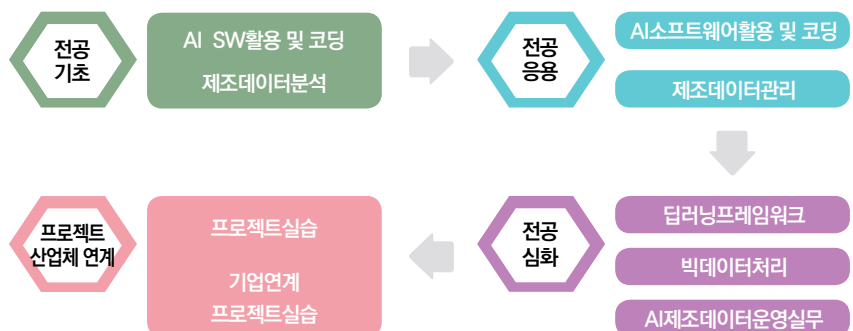 전공
기초
AI SW활용 및 코딩
제조데이터분석
전공
응용
AI소프트웨어활용 및 코딩
제조데이터관리
전공
심화
딥러닝프레임워크
빅데이터처리
AI제조데이터운영실무
프로젝트
산업체 연계
프로젝트실습
기업연계
프로젝트실습